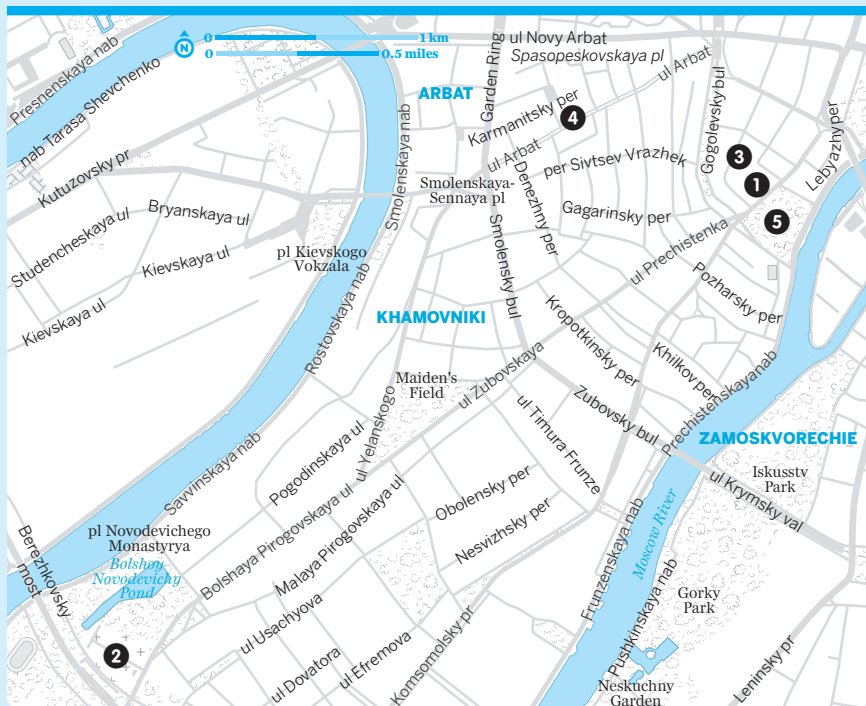 0
1 km
N
0
0.5 miles
ul Novy Arbat
Spasopeskovskaya pl
Presnenskaya nab
nab Tarasa Shevchenko
Garden Ring
ARBAT
ul Arbat
Karmanitsky per
4
ul Arbat
Gogolevsky bul
Lebyazhy per
3
1
5
Kutuzovsky pr
Smolenskaya nab
per Sivtsev Vrazhek
Smolenskaya-
Sennaya pl
Denezhny per
Gagarinsky per
Bryanskaya ul
Studencheskaya ul
Kievskaya ul
pl Kievskogo
Vokzala
Smolensky bul
ul Prechistenka
Pozharsky per
Kievskaya ul
Rostovskaya nab
KHAMOVNIKI
Kropotkinsky per
Khilkov per
Prechistenskaya nab
ul Zubovskaya
Maiden's
Field
Zubovsky bul
ul Timura Frunze
ZAMOSKVORECHIE
ul Yelanskogo
Pogodinskaya ul
Savvinskaya nab
Iskusstv
Park
ul Krymsky val
Obolensky per
Nesvizhsky per
Bolshaya Pirogovskaya ul
Malaya Pirogovskaya ul
pl Novodevichego
Monastyrya
Bolshoy
Novodevichy
Pond
Berezhkovsky
most
Frunzenskaya nab
Moscow River
Pushkinskaya nab
Gorky
Park
2
ul Usachyova
ul Dovatora
ul Efremova
Komsomolsky pr
Leninsky pr
Neskuchny
Garden